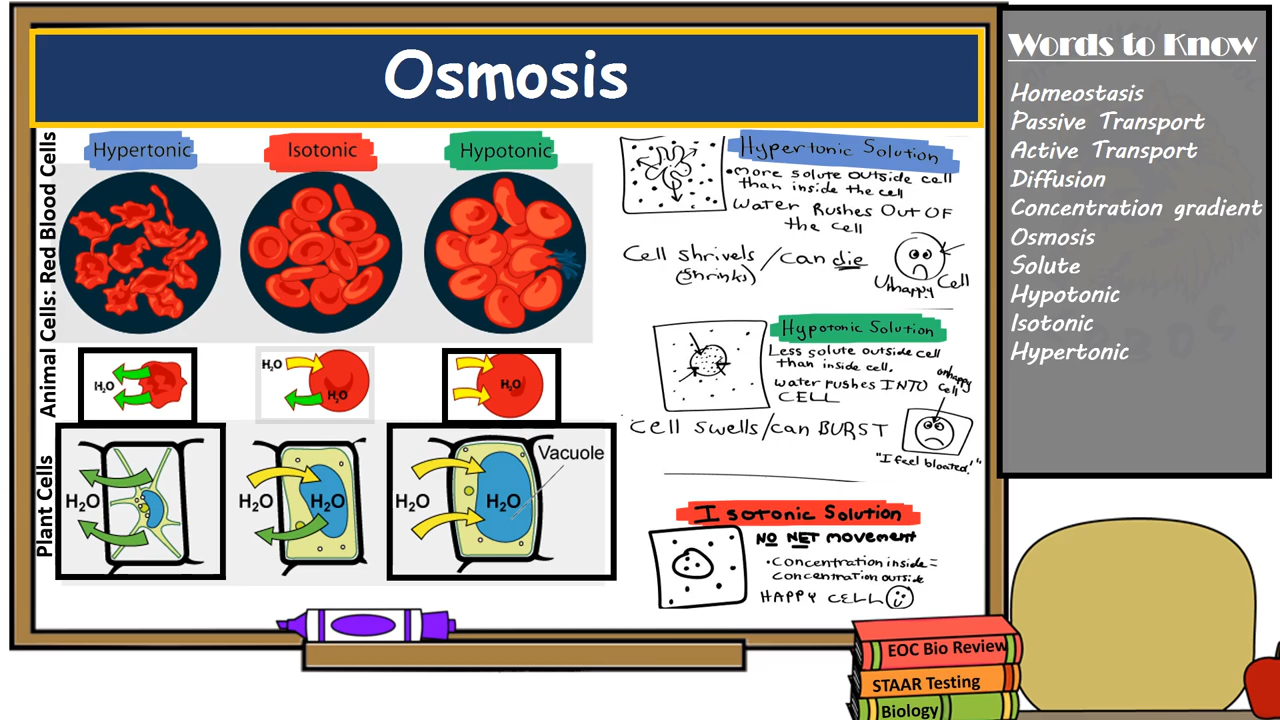 Osmosis
Animal Cells: Red Blood Cells
Hypertonic
Isotonic
Hypotonic
H₂O
H₂O
H₂O
H₂O
Plant Cells
H₂O
H₂O
H₂O
H₂O
H₂O
Vacuole
Hypertonic Solution
•more solute outside cell
than inside the cell
Water Rushes Out OF
the cell
Cell shrivels / can die
(Shrinks)
Unhappy Cell
Hypotonic Solution
Less solute outside cell
than inside cell.
water rushes INTO
CELL
unhappy
cell
Cell swells/can BURST
"I feel bloated!"
Isotonic Solution
NO NET movement
•concentration inside =
concentration outside
HAPPY CELL
Words to Know
Homeostasis
Passive Transport
Active Transport
Diffusion
Concentration gradient
Osmosis
Solute
Hypotonic
Isotonic
Hypertonic
EOC Bio Review
STAAR Testing
Biology